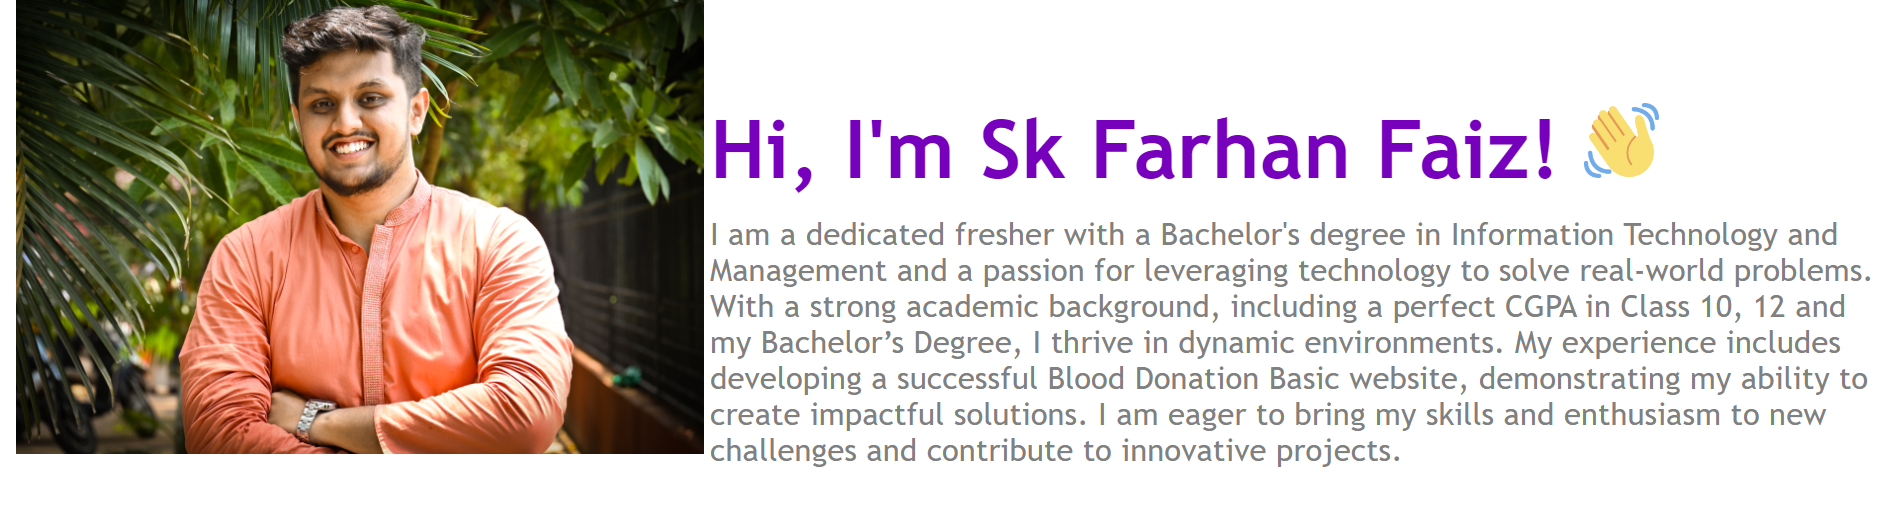 Hi, I'm Sk Farhan Faiz! 👋
I am a dedicated fresher with a Bachelor's degree in Information Technology and
Management and a passion for leveraging technology to solve real-world problems.
With a strong academic background, including a perfect CGPA in Class 10, 12 and
my Bachelor’s Degree, I thrive in dynamic environments. My experience includes
developing a successful Blood Donation Basic website, demonstrating my ability to
create impactful solutions. I am eager to bring my skills and enthusiasm to new
challenges and contribute to innovative projects.